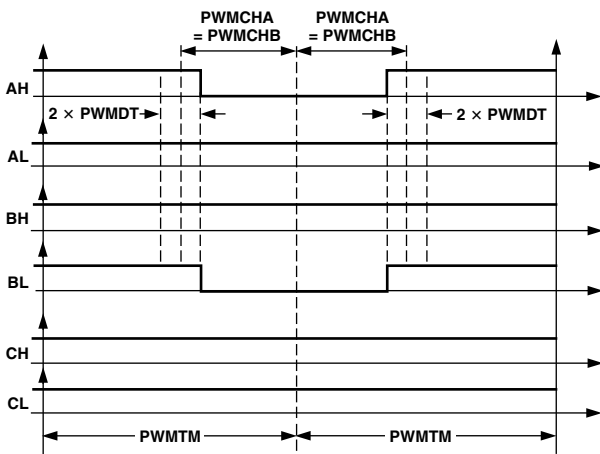 PWMCHA
= PWMCHB
PWMCHA
= PWMCHB
AH
2 × PWMDT
2 × PWMDT
AL
BH
BL
CH
CL
PWMTM
PWMTM